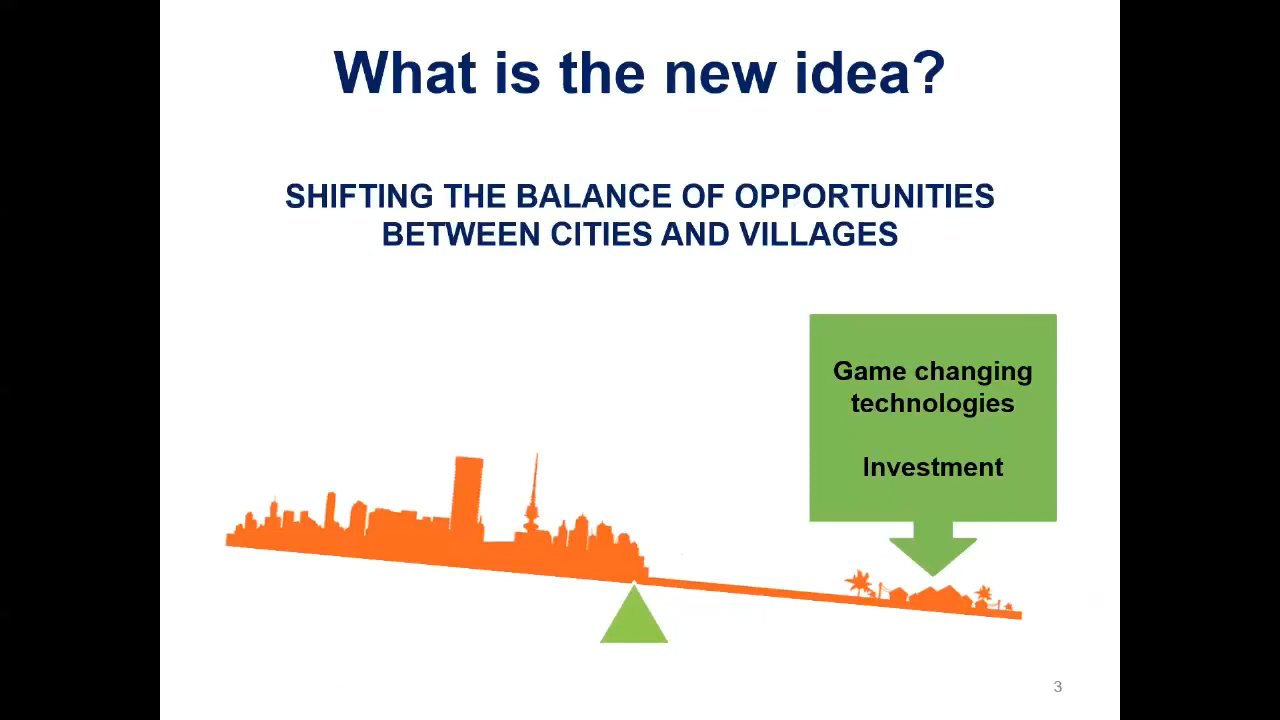 What is the new idea?
SHIFTING THE BALANCE OF OPPORTUNITIES
BETWEEN CITIES AND VILLAGES
Game changing
technologies
Investment
3